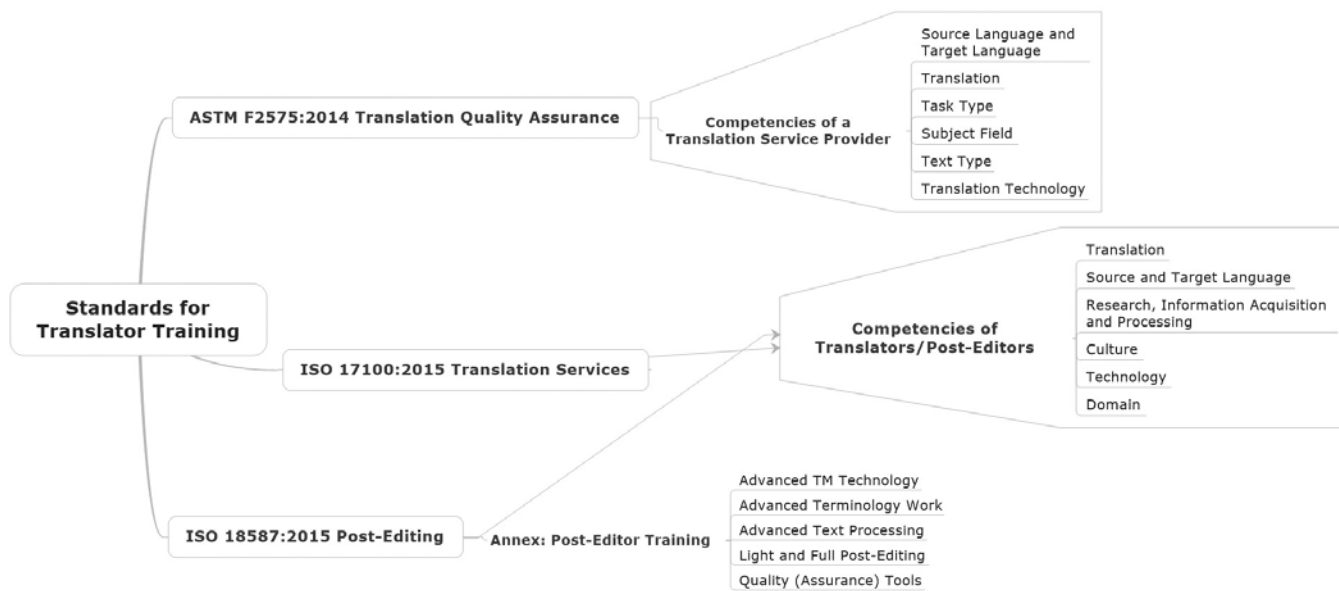 Standards for
Translator Training
ASTM F2575:2014 Translation Quality Assurance
Competencies of a
Translation Service Provider
Source Language and
Target Language
Translation
Task Type
Subject Field
Text Type
Translation Technology
ISO 17100:2015 Translation Services
Competencies of
Translators/Post-Editors
Translation
Source and Target Language
Research, Information Acquisition
and Processing
Culture
Technology
Domain
ISO 18587:2015 Post-Editing
Annex: Post-Editor Training
Advanced TM Technology
Advanced Terminology Work
Advanced Text Processing
Light and Full Post-Editing
Quality (Assurance) Tools